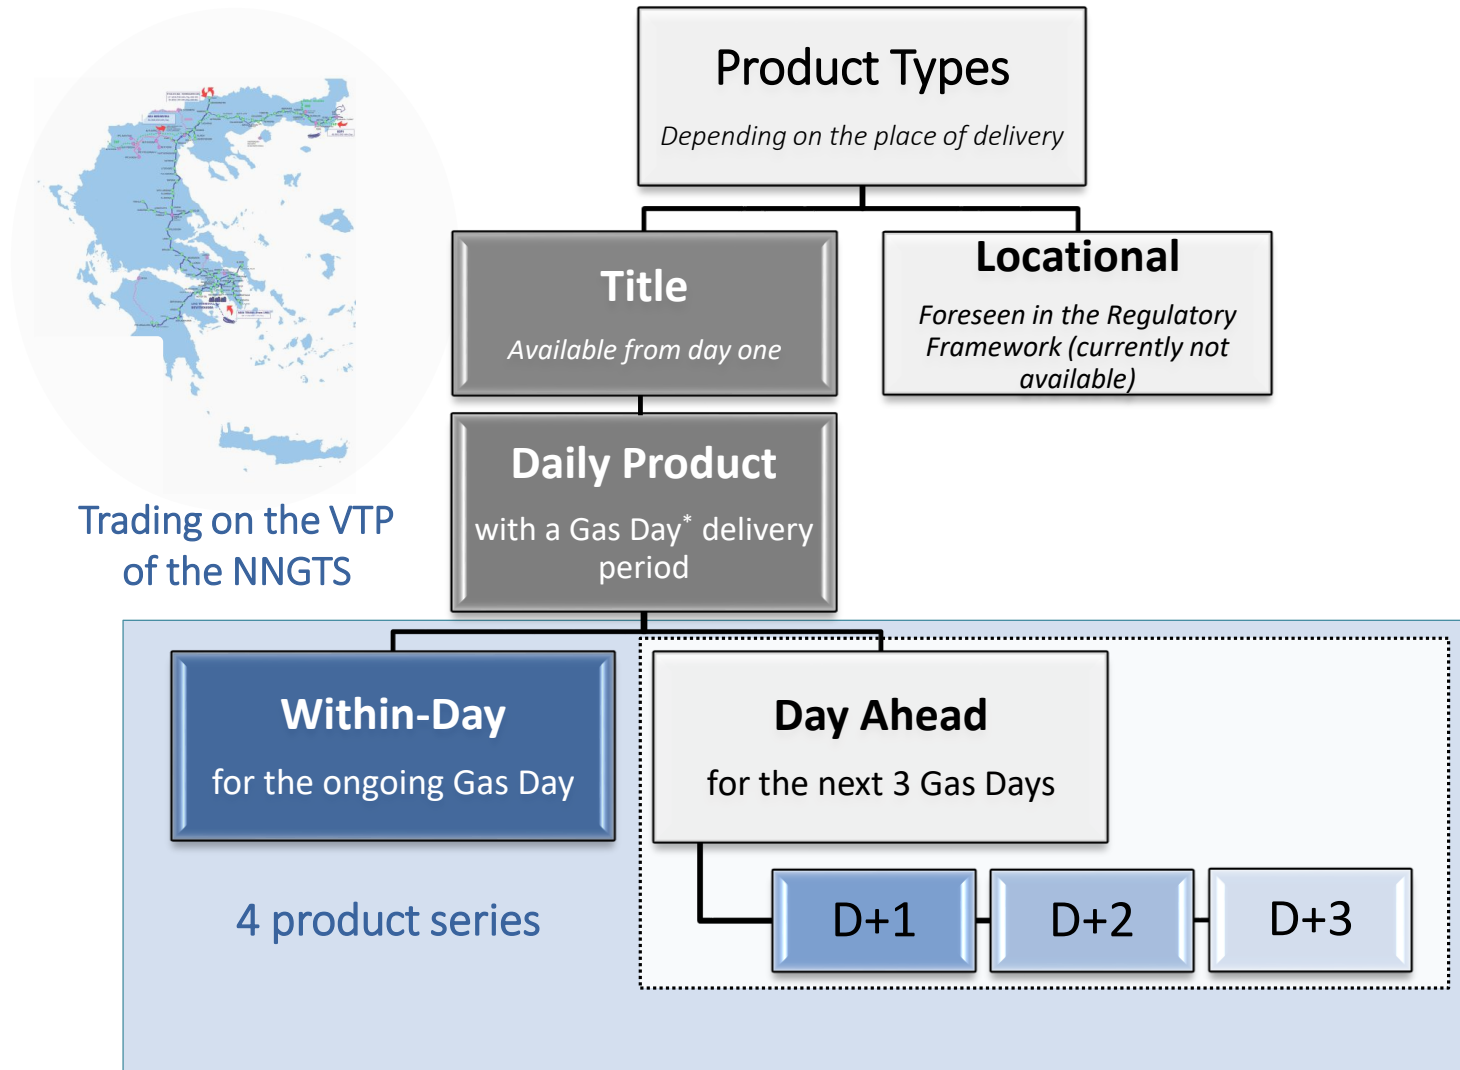 Product Types
Depending on the place of delivery
Title
Available from day one
Locational
Foreseen in the Regulatory
Framework (currently not
available)
Daily Product
with a Gas Day* delivery
period
Trading on the VTP
of the NNGTS
Within-Day
for the ongoing Gas Day
Day Ahead
for the next 3 Gas Days
4 product series
D+1
D+2
D+3